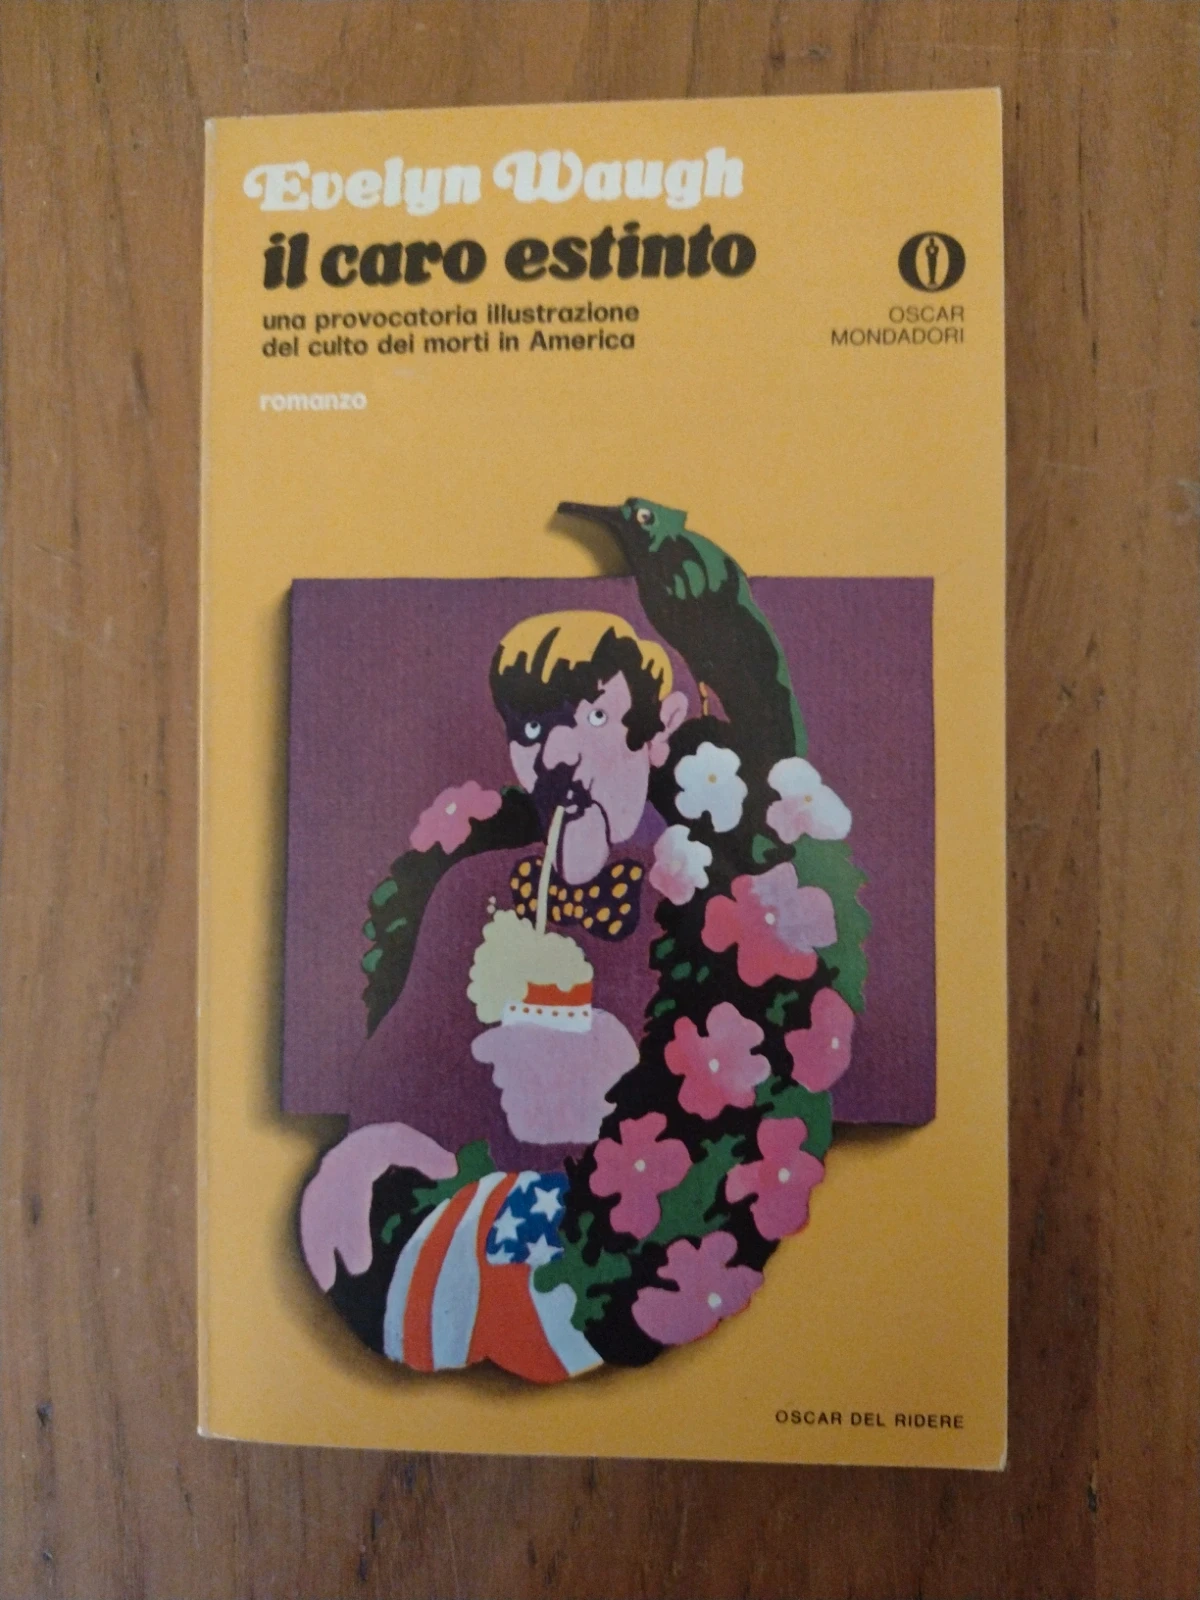 Evelyn Waugh
il caro estinto
una provocatoria illustrazione
del culto dei morti in America
romanzo
OSCAR
MONDADORI
OSCAR DEL RIDERE